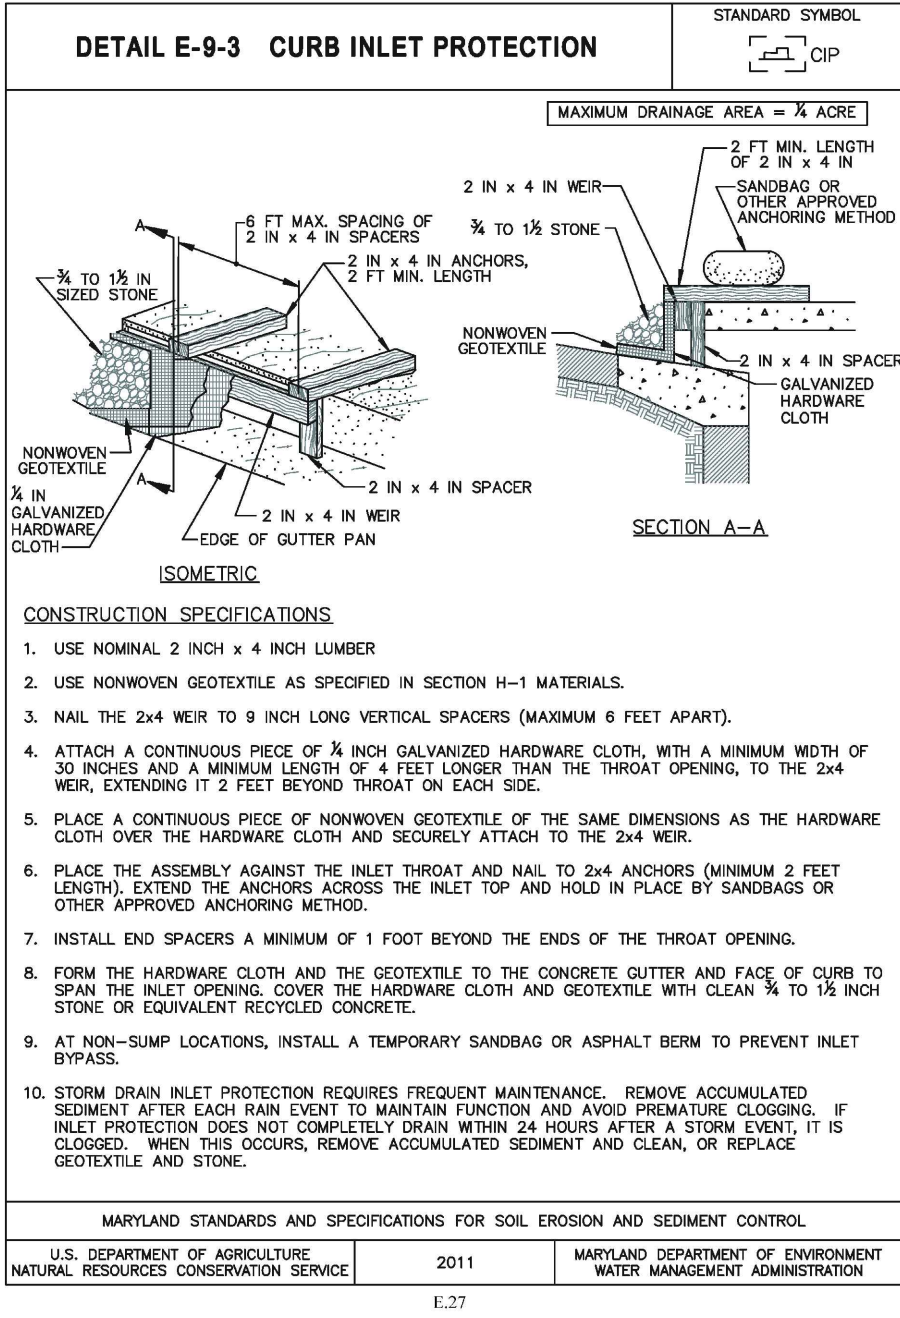 DETAIL E-9-3 CURB INLET PROTECTION
STANDARD SYMBOL
CIP
MAXIMUM DRAINAGE AREA = ¼ ACRE
2 FT MIN. LENGTH
OF 2 IN x 4 IN
2 IN x 4 IN WEIR
SANDBAG OR
OTHER APPROVED
ANCHORING METHOD
¾ TO 1½ STONE
NONWOVEN
GEOTEXTILE
2 IN x 4 IN SPACER
GALVANIZED
HARDWARE
CLOTH
SECTION A-A
A
6 FT MAX. SPACING OF
2 IN x 4 IN SPACERS
2 IN x 4 IN ANCHORS,
2 FT MIN. LENGTH
¾ TO 1½ IN
SIZED STONE
NONWOVEN
GEOTEXTILE
A
¼ IN
GALVANIZED
HARDWARE
CLOTH
2 IN x 4 IN SPACER
2 IN x 4 IN WEIR
EDGE OF GUTTER PAN
ISOMETRIC
CONSTRUCTION SPECIFICATIONS
1. USE NOMINAL 2 INCH x 4 INCH LUMBER
2. USE NONWOVEN GEOTEXTILE AS SPECIFIED IN SECTION H-1 MATERIALS.
3. NAIL THE 2x4 WEIR TO 9 INCH LONG VERTICAL SPACERS (MAXIMUM 6 FEET APART).
4. ATTACH A CONTINUOUS PIECE OF ¼ INCH GALVANIZED HARDWARE CLOTH, WITH A MINIMUM WIDTH OF
30 INCHES AND A MINIMUM LENGTH OF 4 FEET LONGER THAN THE THROAT OPENING, TO THE 2x4
WEIR, EXTENDING IT 2 FEET BEYOND THROAT ON EACH SIDE.
5. PLACE A CONTINUOUS PIECE OF NONWOVEN GEOTEXTILE OF THE SAME DIMENSIONS AS THE HARDWARE
CLOTH OVER THE HARDWARE CLOTH AND SECURELY ATTACH TO THE 2x4 WEIR.
6. PLACE THE ASSEMBLY AGAINST THE INLET THROAT AND NAIL TO 2x4 ANCHORS (MINIMUM 2 FEET
LENGTH). EXTEND THE ANCHORS ACROSS THE INLET TOP AND HOLD IN PLACE BY SANDBAGS OR
OTHER APPROVED ANCHORING METHOD.
7. INSTALL END SPACERS A MINIMUM OF 1 FOOT BEYOND THE ENDS OF THE THROAT OPENING.
8. FORM THE HARDWARE CLOTH AND THE GEOTEXTILE TO THE CONCRETE GUTTER AND FACE OF CURB TO
SPAN THE INLET OPENING. COVER THE HARDWARE CLOTH AND GEOTEXTILE WITH CLEAN ¾ TO 1½ INCH
STONE OR EQUIVALENT RECYCLED CONCRETE.
9. AT NON-SUMP LOCATIONS, INSTALL A TEMPORARY SANDBAG OR ASPHALT BERM TO PREVENT INLET
BYPASS.
10. STORM DRAIN INLET PROTECTION REQUIRES FREQUENT MAINTENANCE. REMOVE ACCUMULATED
SEDIMENT AFTER EACH RAIN EVENT TO MAINTAIN FUNCTION AND AVOID PREMATURE CLOGGING. IF
INLET PROTECTION DOES NOT COMPLETELY DRAIN WITHIN 24 HOURS AFTER A STORM EVENT, IT IS
CLOGGED. WHEN THIS OCCURS, REMOVE ACCUMULATED SEDIMENT AND CLEAN, OR REPLACE
GEOTEXTILE AND STONE.
MARYLAND STANDARDS AND SPECIFICATIONS FOR SOIL EROSION AND SEDIMENT CONTROL
U.S. DEPARTMENT OF AGRICULTURE
NATURAL RESOURCES CONSERVATION SERVICE
2011
MARYLAND DEPARTMENT OF ENVIRONMENT
WATER MANAGEMENT ADMINISTRATION
E.27